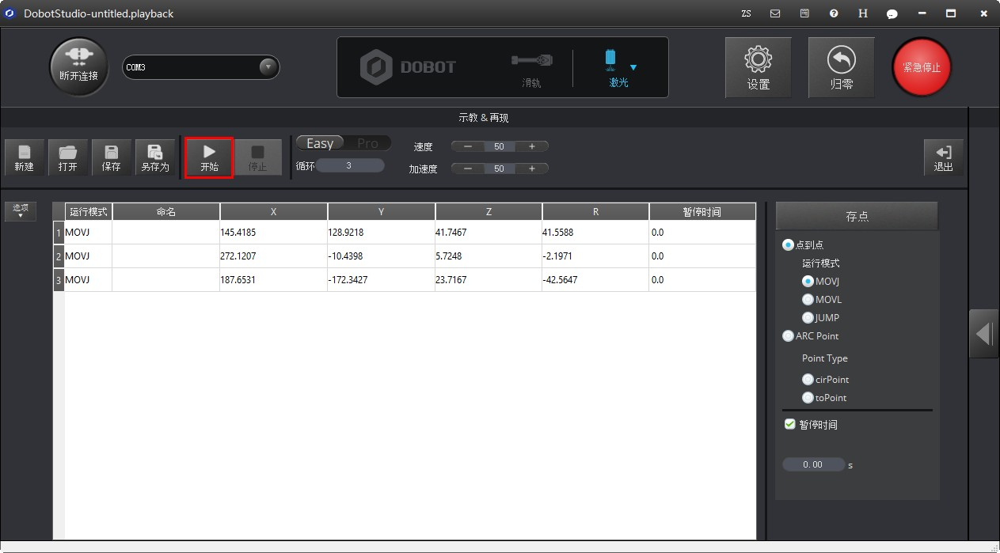 DobotStudio-untitled.playback
ZS
H
断开连接
COM3
DOBOT
滑轨
激光
设置
归零
紧急停止
示教 & 再现
新建
打开
保存
另存为
开始
停止
Easy
Pro
循环
3
速度
50
加速度
50
退出
选项
运行模式 命名 X Y Z R 暂停时间
1 MOVJ 145.4185 128.9218 41.7467 41.5588 0.0
2 MOVJ 272.1207 -10.4398 5.7248 -2.1971 0.0
3 MOVJ 187.6531 -172.3427 23.7167 -42.5647 0.0
存点
点到点
运行模式
MOVJ
MOVL
JUMP
ARC Point
Point Type
cirPoint
toPoint
暂停时间
0.00 s